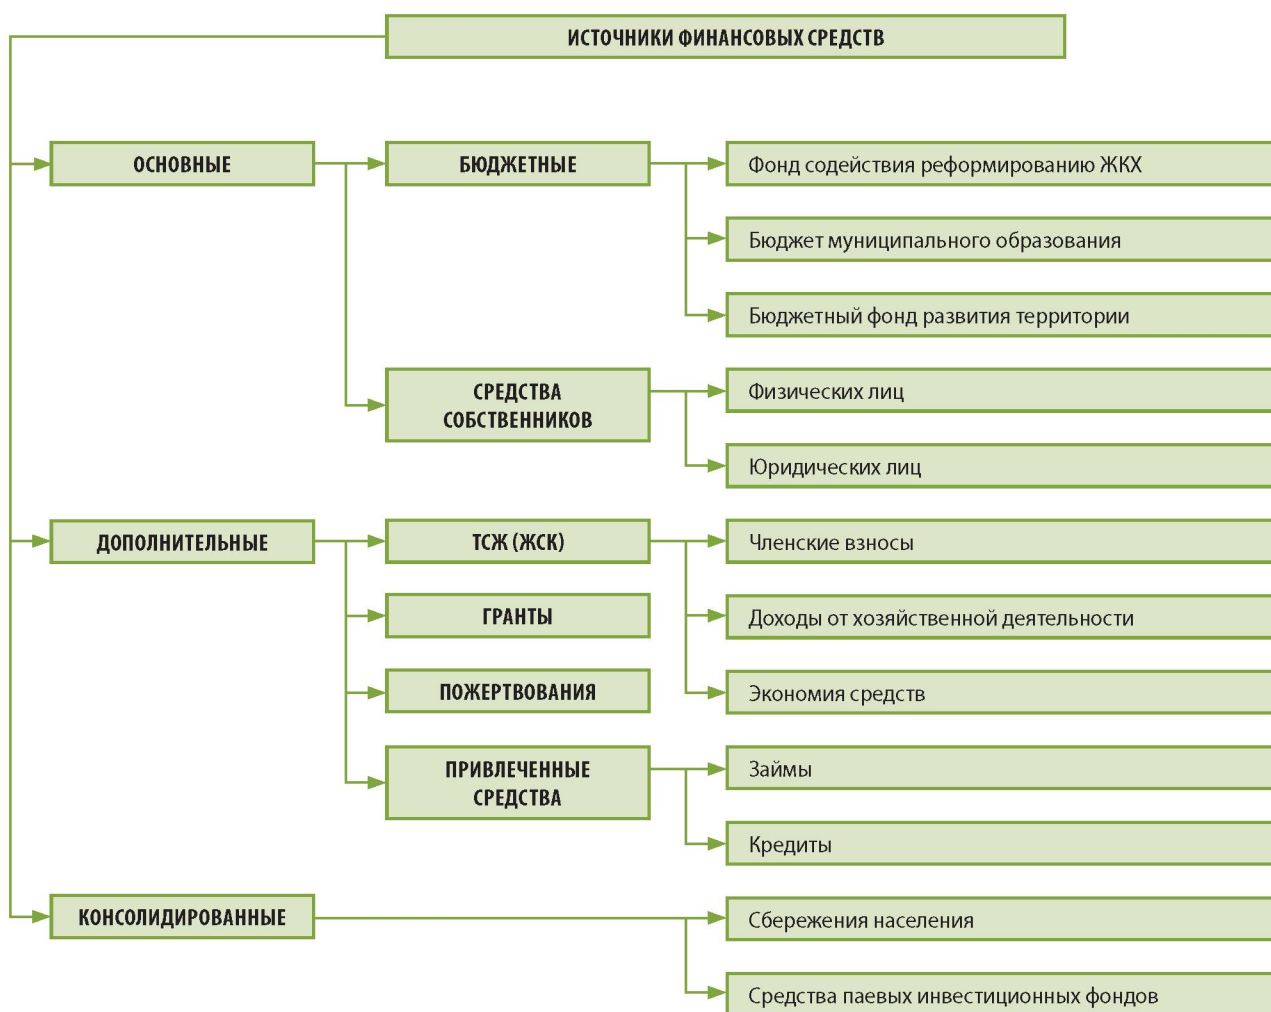 ИСТОЧНИКИ ФИНАНСОВЫХ СРЕДСТВ
ОСНОВНЫЕ
БЮДЖЕТНЫЕ
Фонд содействия реформированию ЖКХ
Бюджет муниципального образования
Бюджетный фонд развития территории
СРЕДСТВА
СОБСТВЕННИКОВ
Физических лиц
Юридических лиц
ДОПОЛНИТЕЛЬНЫЕ
ТСЖ (ЖСК)
Членские взносы
Доходы от хозяйственной деятельности
Экономия средств
ГРАНТЫ
ПОЖЕРТВОВАНИЯ
ПРИВЛЕЧЕННЫЕ
СРЕДСТВА
Займы
Кредиты
КОНСОЛИДИРОВАННЫЕ
Сбережения населения
Средства паевых инвестиционных фондов